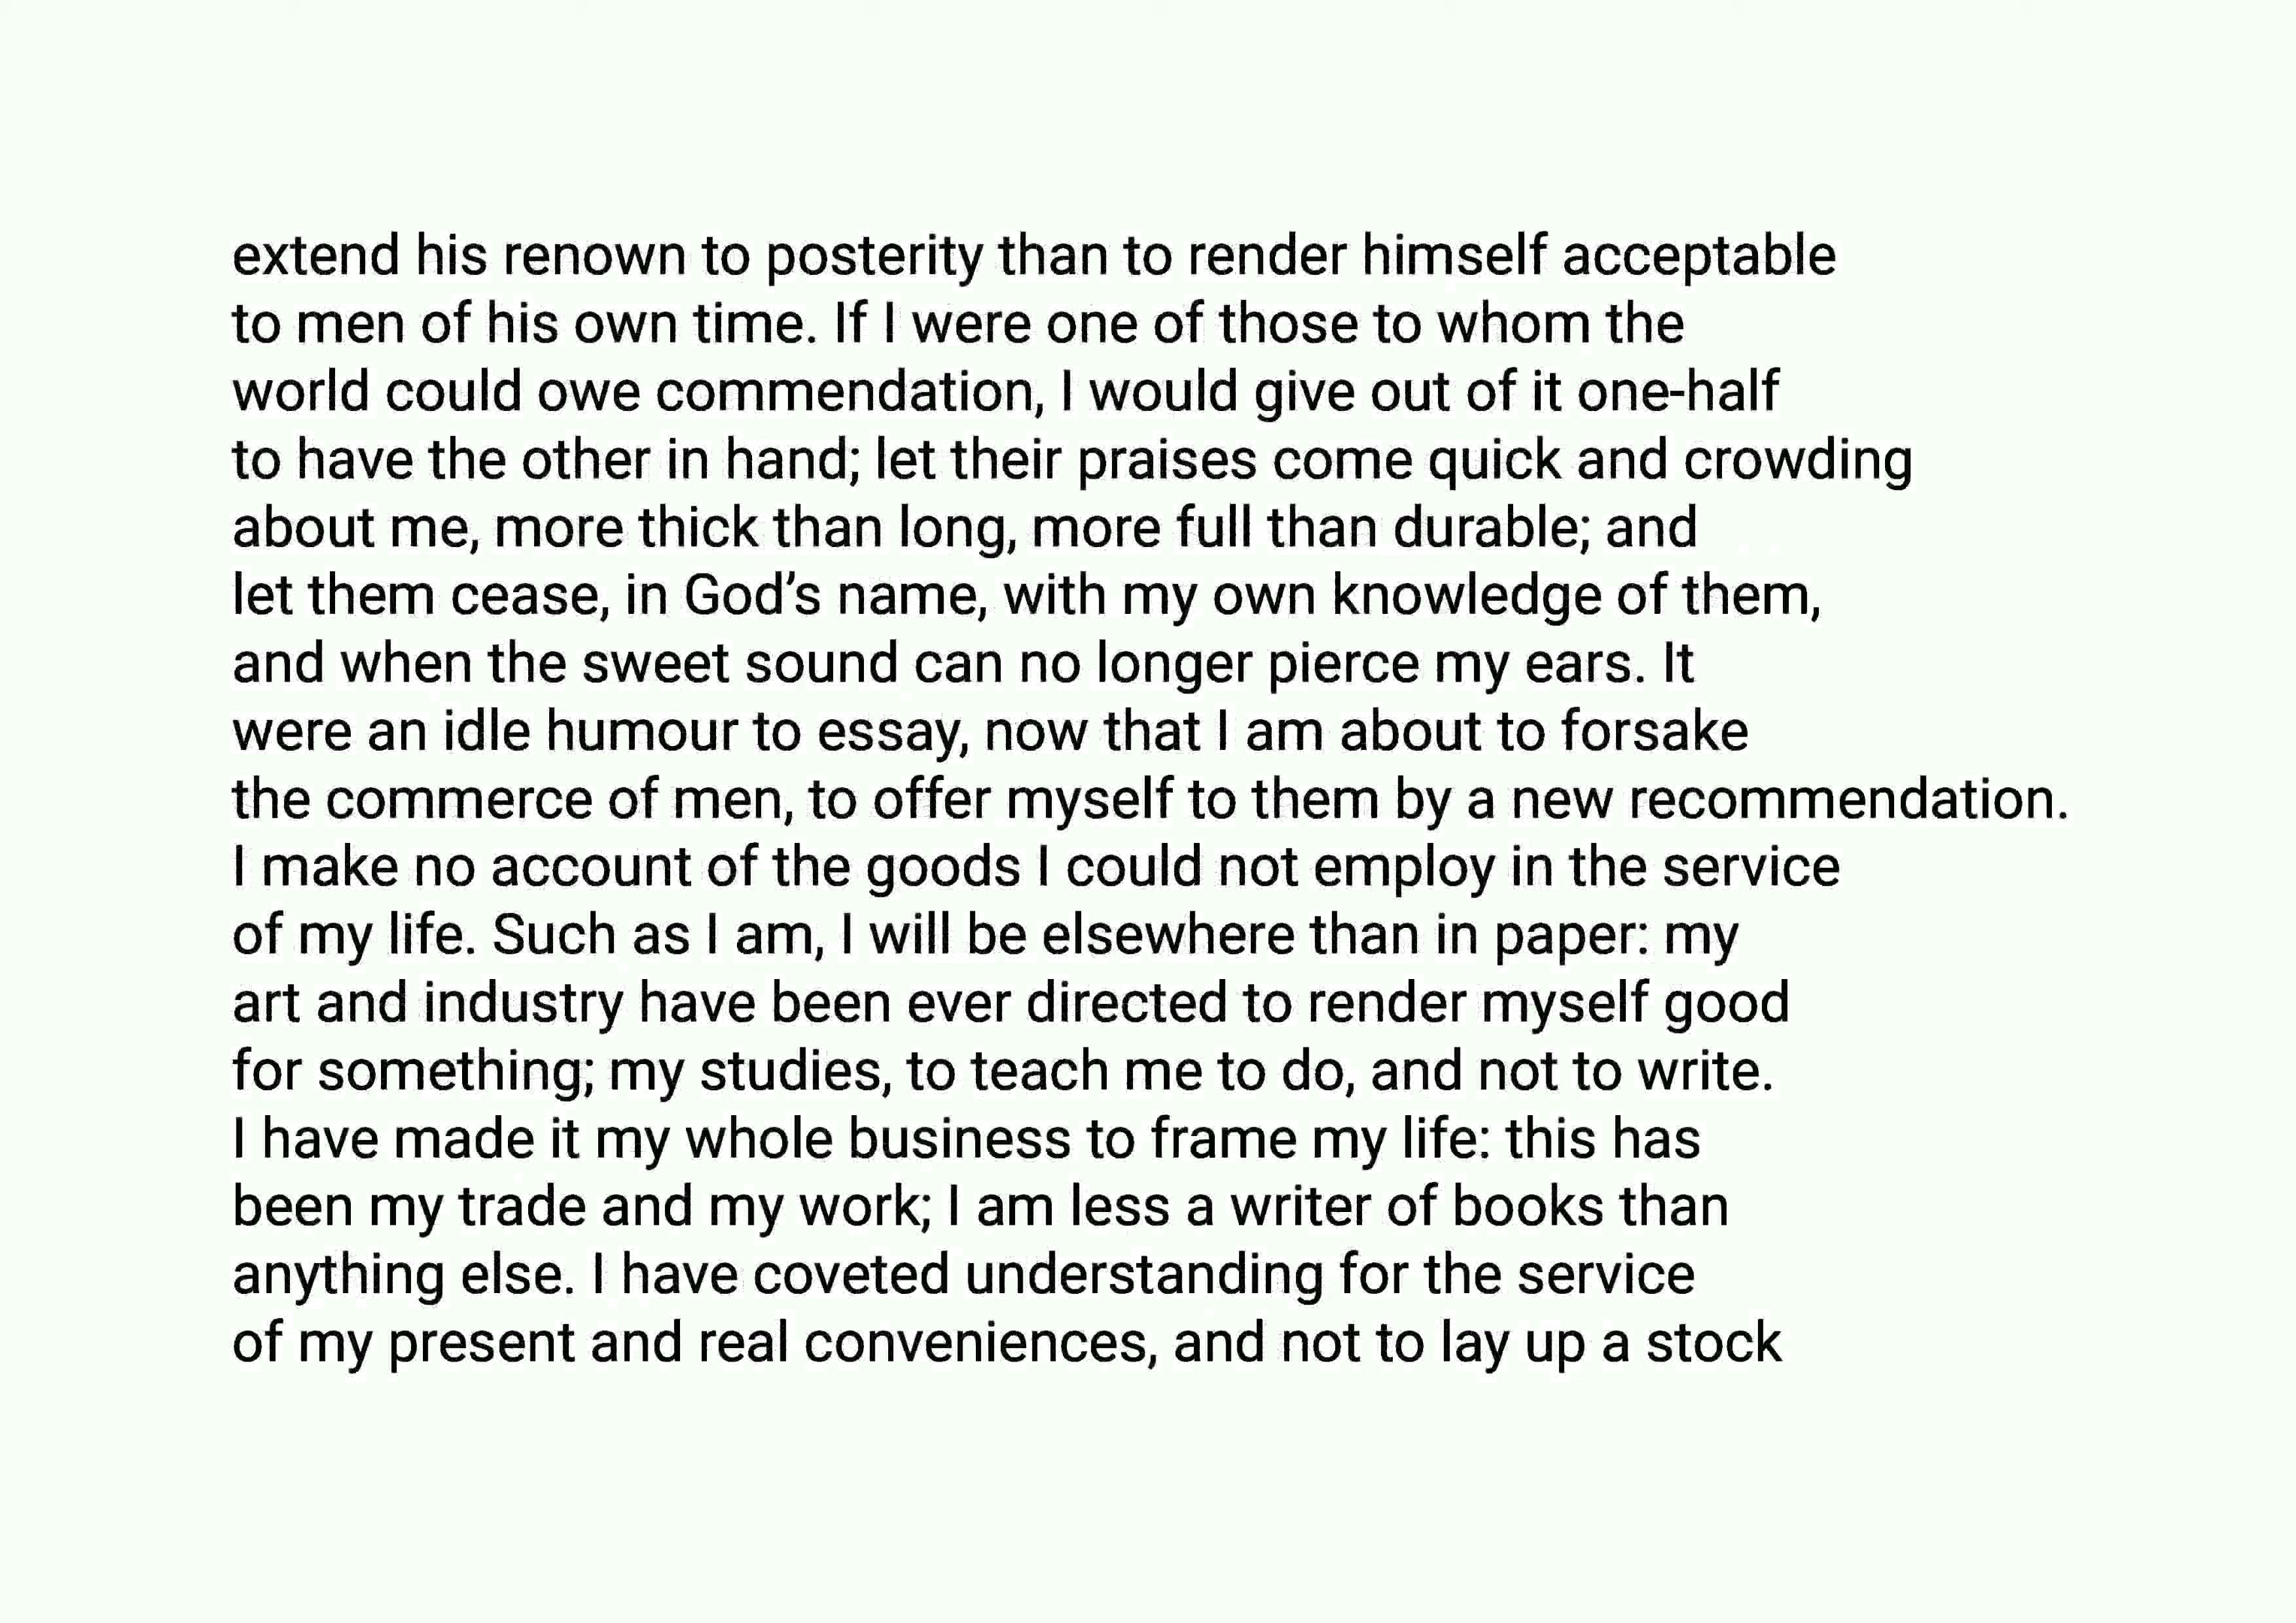 extend his renown to posterity than to render himself acceptable
to men of his own time. If I were one of those to whom the
world could owe commendation, I would give out of it one-half
to have the other in hand; let their praises come quick and crowding
about me, more thick than long, more full than durable; and
let them cease, in God’s name, with my own knowledge of them,
and when the sweet sound can no longer pierce my ears. It
were an idle humour to essay, now that I am about to forsake
the commerce of men, to offer myself to them by a new recommendation.
I make no account of the goods I could not employ in the service
of my life. Such as I am, I will be elsewhere than in paper: my
art and industry have been ever directed to render myself good
for something; my studies, to teach me to do, and not to write.
I have made it my whole business to frame my life: this has
been my trade and my work; I am less a writer of books than
anything else. I have coveted understanding for the service
of my present and real conveniences, and not to lay up a stock